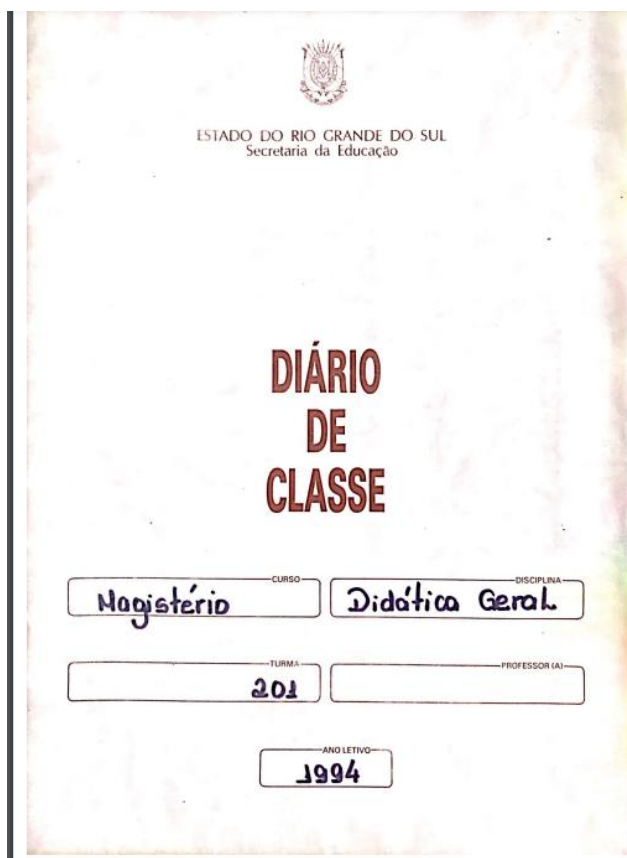 ESTADO DO RIO GRANDE DO SUL
Secretaria da Educação
DIÁRIO
DE
CLASSE
CURSO
Magistério
DISCIPLINA
Didática Geral
TURMA
201
PROFESSOR (A)
ANO LETIVO
1994